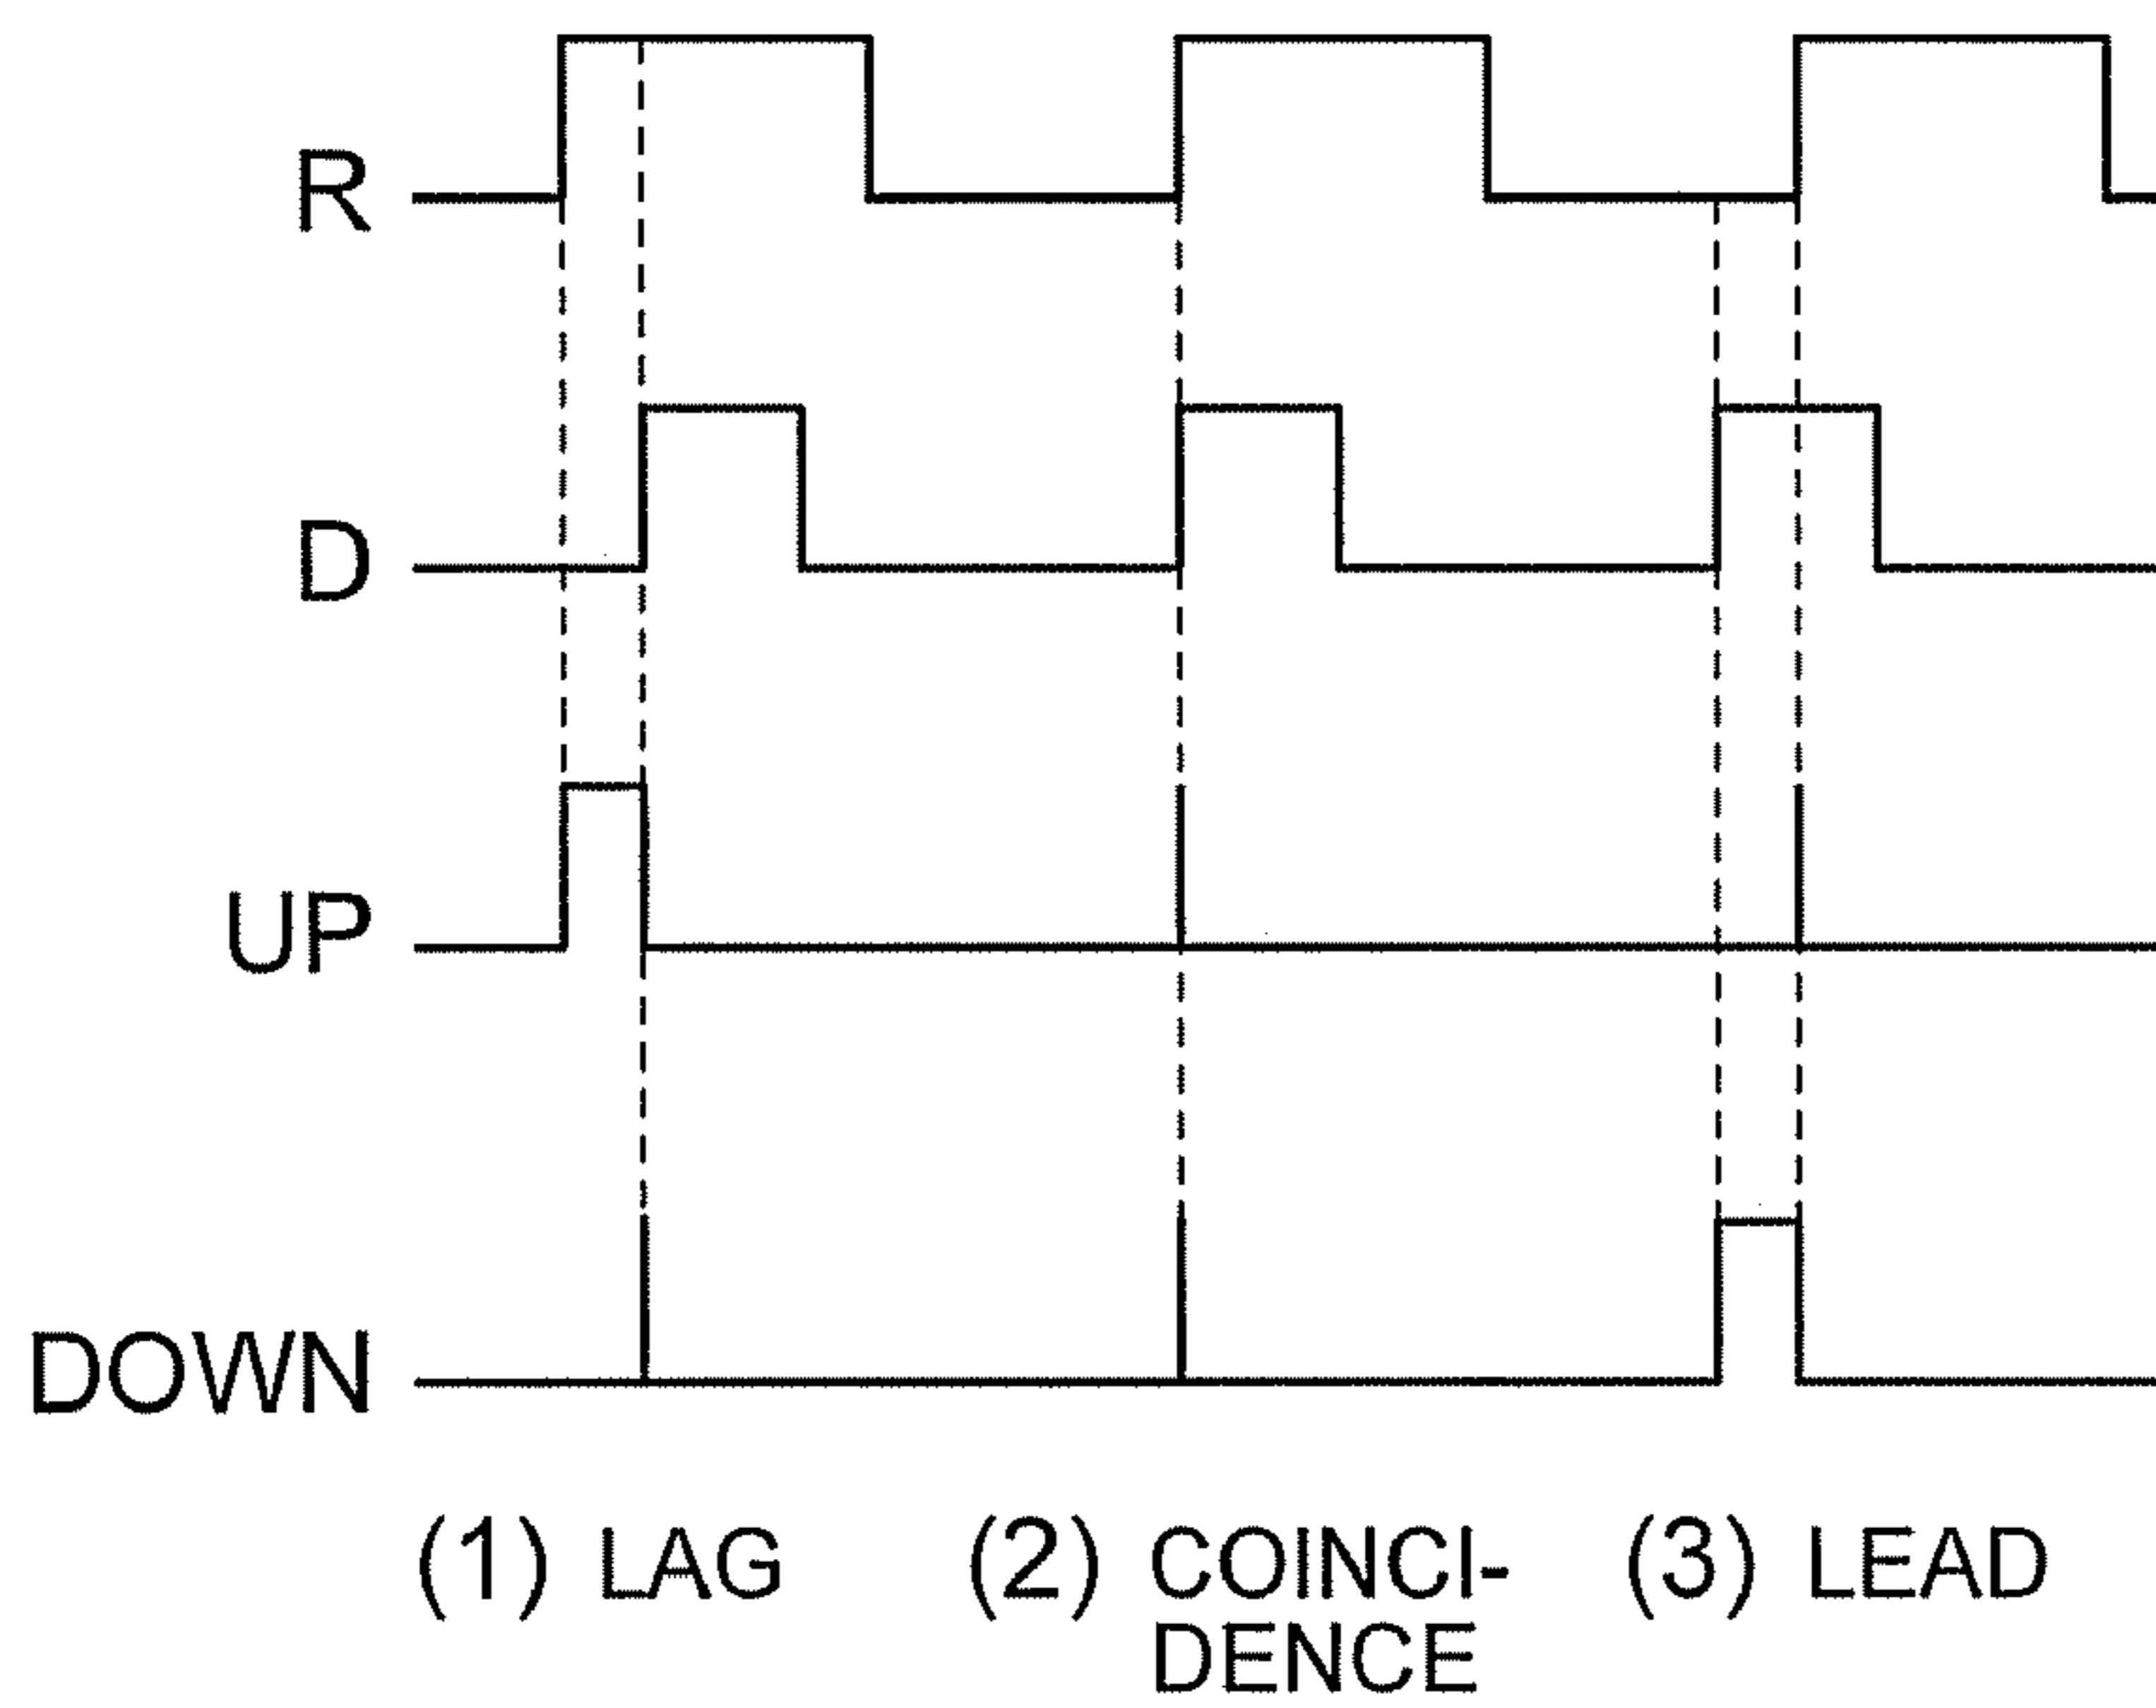 R
D
UP
DOWN
(1) LAG
(2) COINCI-
DENCE
(3) LEAD